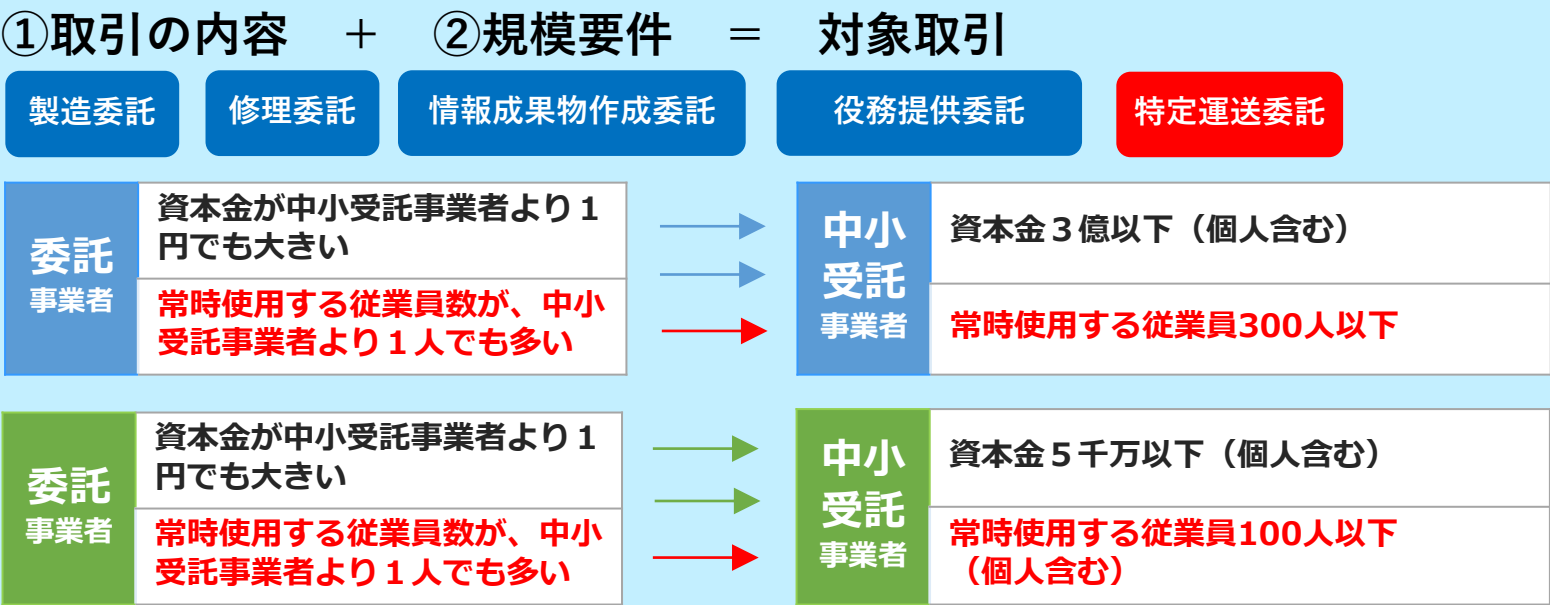 ①取引の内容　＋　②規模要件　＝　対象取引
製造委託
修理委託
情報成果物作成委託
役務提供委託
特定運送委託
委託
事業者
資本金が中小受託事業者より１
円でも大きい
常時使用する従業員数が、中小
受託事業者より１人でも多い
中小
受託
事業者
資本金３億以下（個人含む）
常時使用する従業員300人以下
委託
事業者
資本金が中小受託事業者より１
円でも大きい
常時使用する従業員数が、中小
受託事業者より１人でも多い
中小
受託
事業者
資本金５千万以下（個人含む）
常時使用する従業員100人以下
（個人含む）